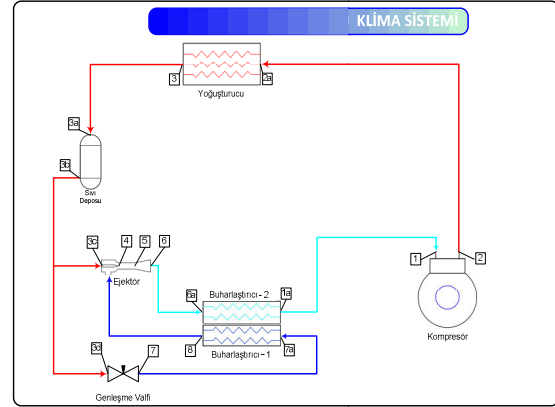 KLİMA SİSTEMİ
3
2a
Yoğuşturucu
3a
3b
Sıvı
Deposu
3c
4
5
6
Ejektör
1
2
Kompresör
6a
Buharlaştırıcı - 2
1a
8
Buharlaştırıcı - 1
7a
3d
7
Genleşme Valfi